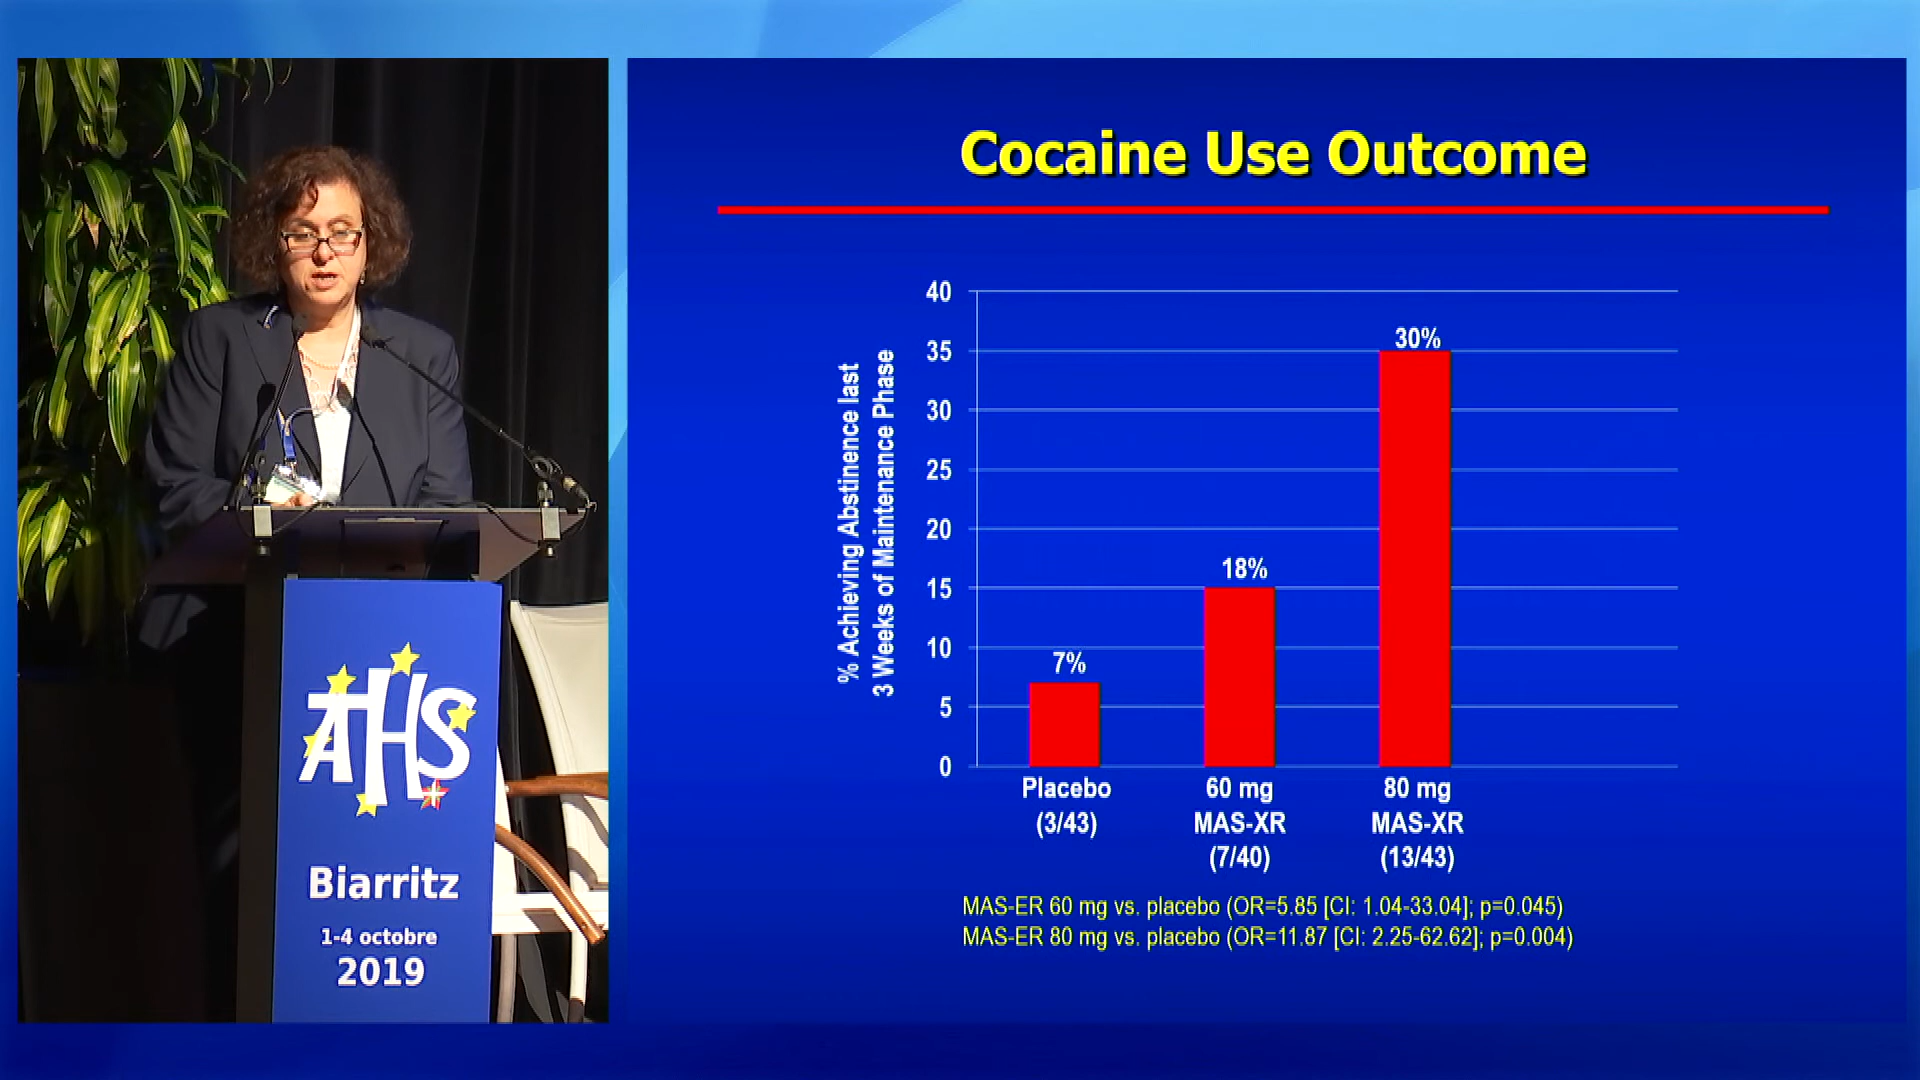 Cocaine Use Outcome
% Achieving Abstinence last
3 Weeks of Maintenance Phase
40
35
30
25
20
15
10
5
0
7%
18%
30%
Placebo
(3/43)
60 mg
MAS-XR
(7/40)
80 mg
MAS-XR
(13/43)
MAS-ER 60 mg vs. placebo (OR=5.85 [CI: 1.04-33.04]; p=0.045)
MAS-ER 80 mg vs. placebo (OR=11.87 [CI: 2.25-62.62]; p=0.004)
ATHS
Biarritz
1-4 octobre
2019